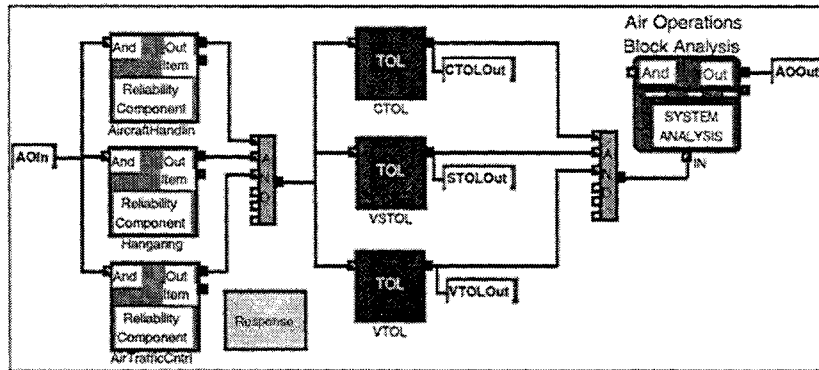 Air Operations
Block Analysis
And Out
Item
Reliability
Component
AircraftHandlin
AOIn
And Out
Item
Reliability
Component
Hangaring
And Out
Item
Reliability
Component
AirTrafficCntrl
A
N
D
Response
TOL
CTOL
CTOLOut
TOL
VSTOL
STOLOut
TOL
VTOL
VTOLOut
A
N
D
And Out
SYSTEM
ANALYSIS
IN
AOOut